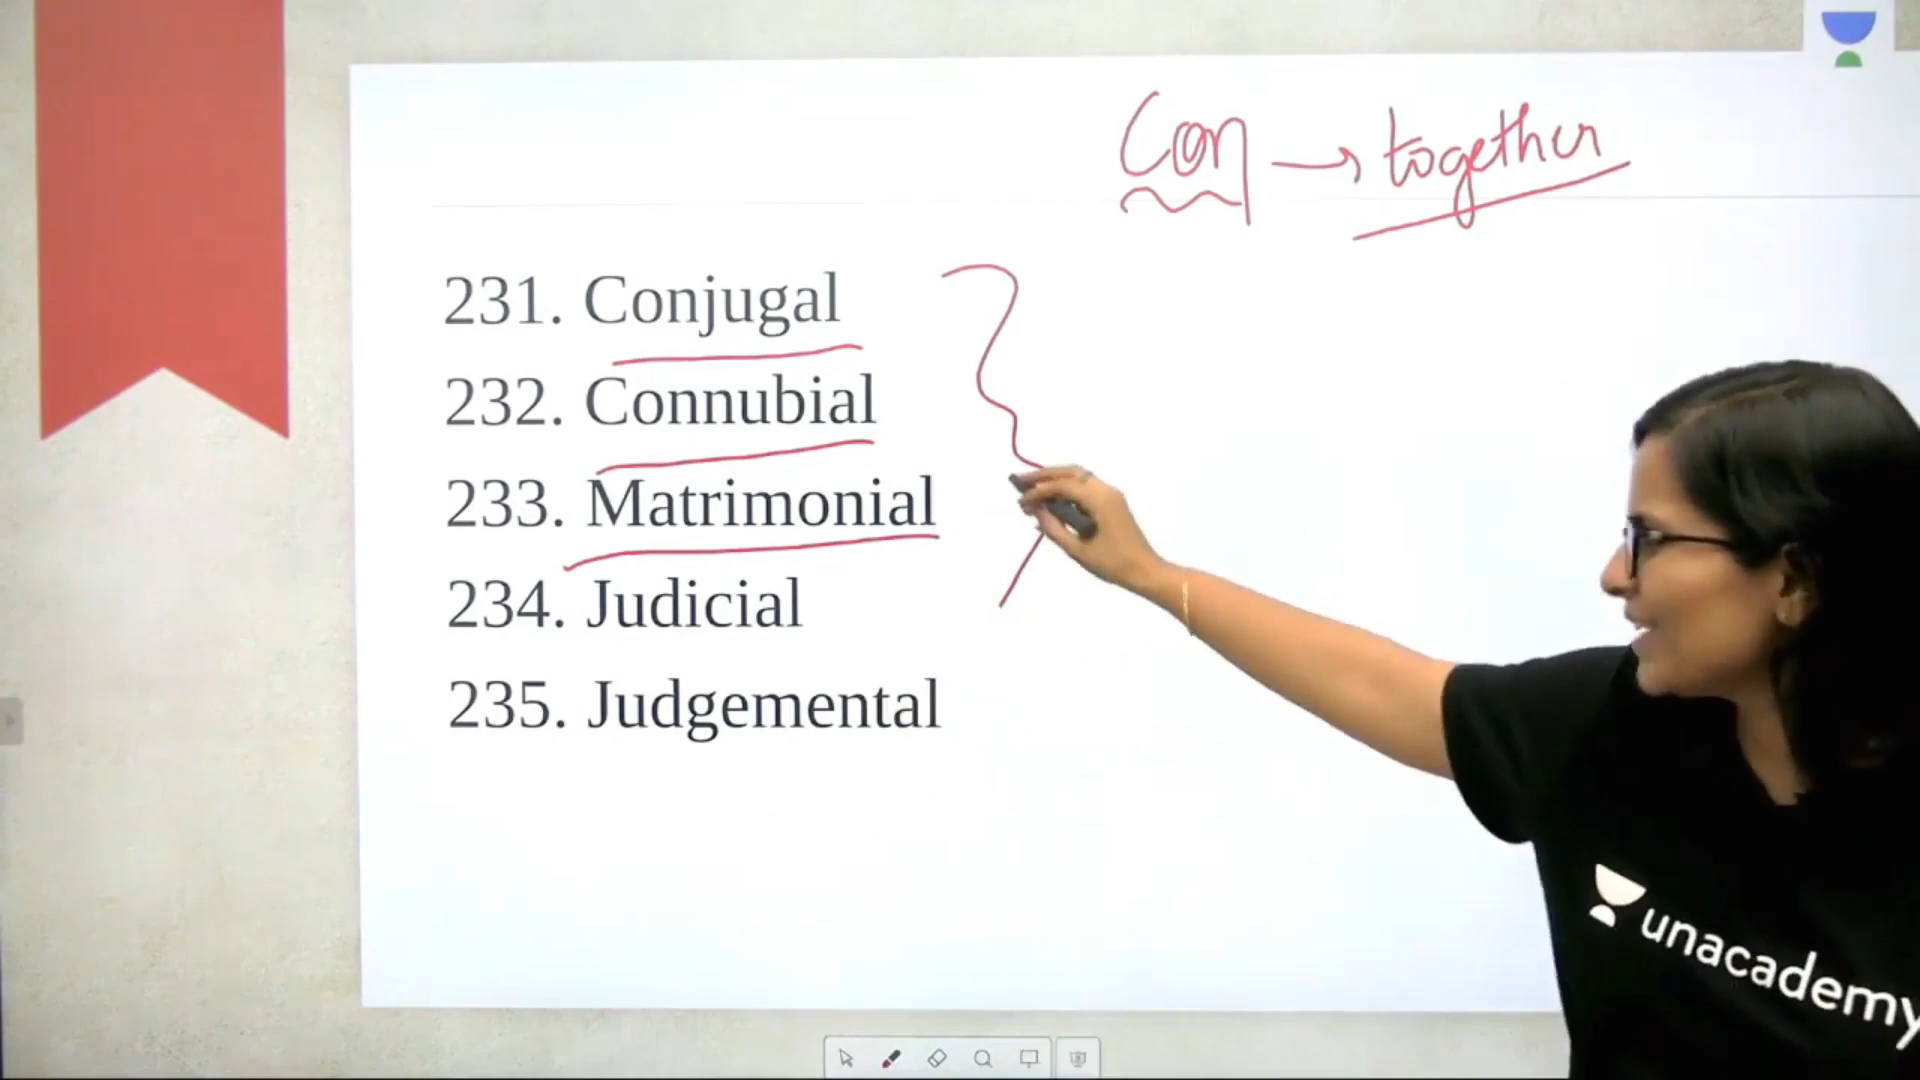 Con → together
231. Conjugal
232. Connubial
233. Matrimonial
234. Judicial
235. Judgemental
unacademy